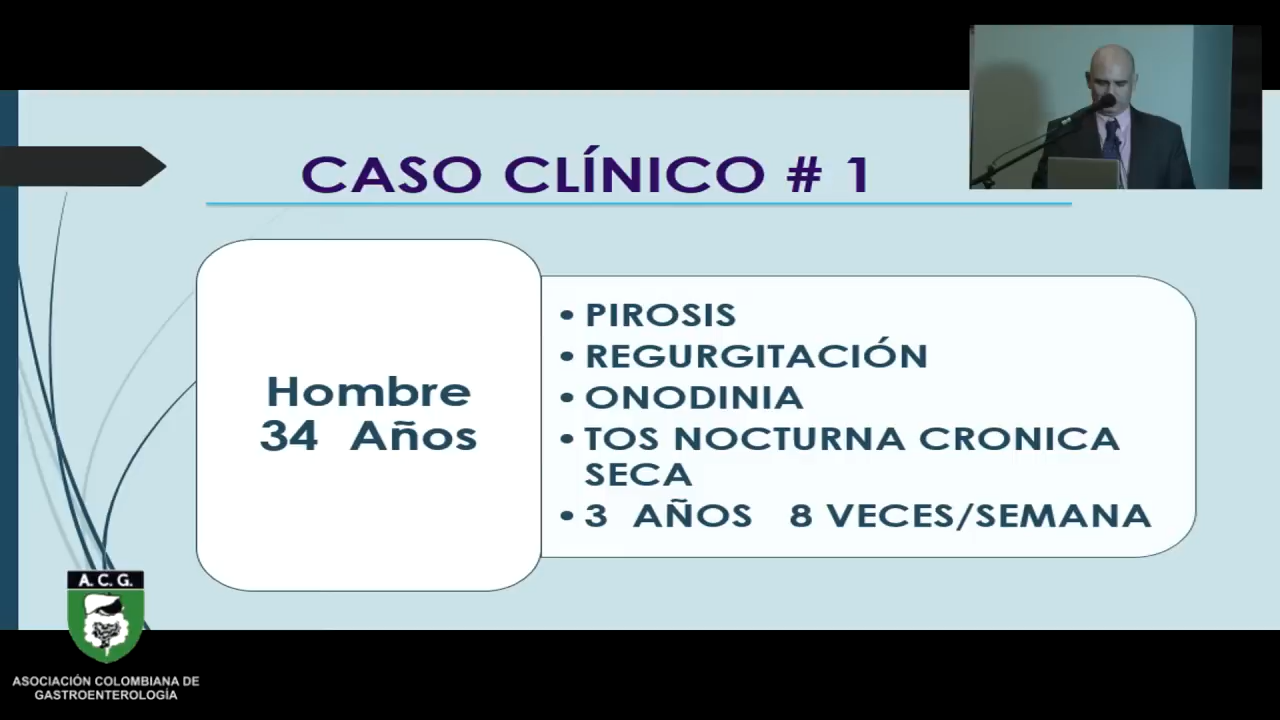 CASO CLÍNICO # 1
Hombre
34 Años
• PIROSIS
• REGURGITACIÓN
• ONODINIA
• TOS NOCTURNA CRONICA
SECA
• 3 AÑOS 8 VECES/SEMANA
A. C. G.
ASOCIACIÓN COLOMBIANA DE
GASTROENTEROLOGÍA